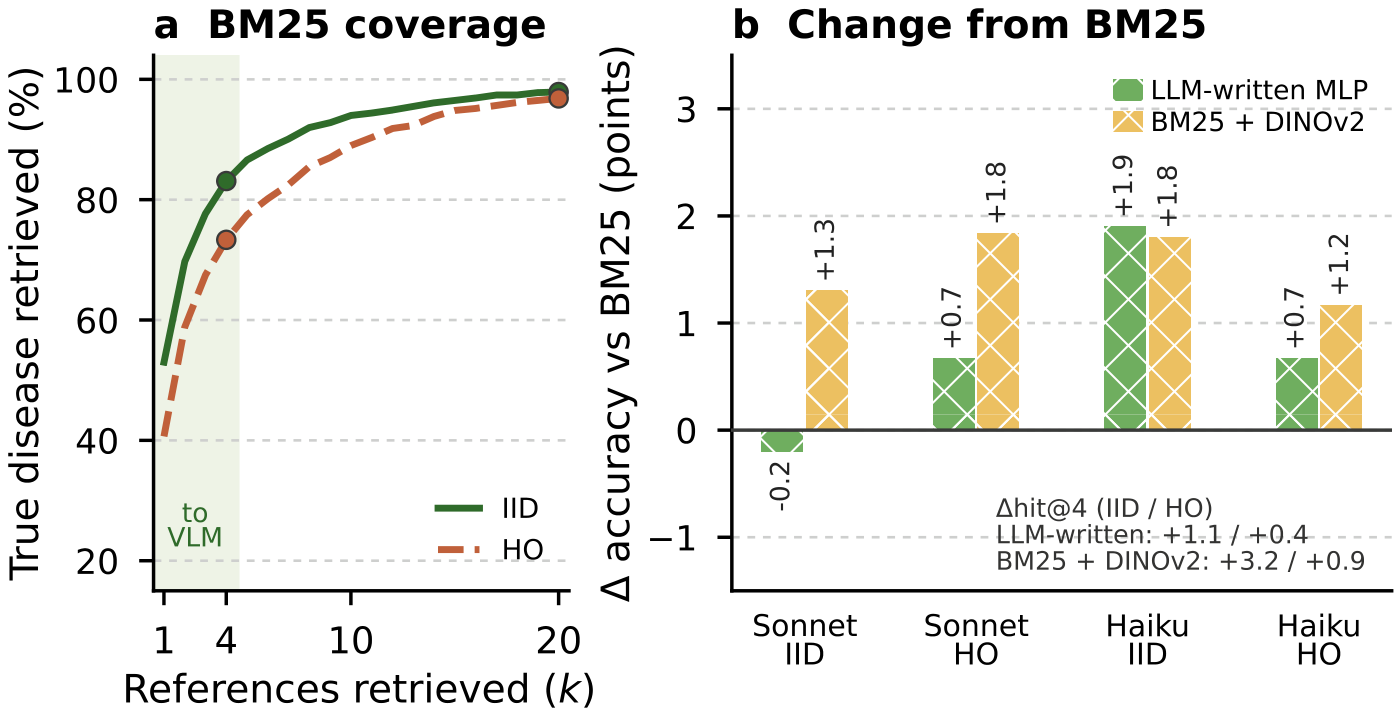 a BM25 coverage
True disease retrieved (%)
100
80
60
40
20
to
VLM
IID
HO
1 4 10 20
References retrieved (k)
b Change from BM25
Δ accuracy vs BM25 (points)
3
2
1
0
−1
LLM-written MLP
BM25 + DINOv2
-0.2
+1.3
+0.7
+1.8
+1.9
+1.8
+0.7
+1.2
Δhit@4 (IID / HO)
LLM-written: +1.1 / +0.4
BM25 + DINOv2: +3.2 / +0.9
Sonnet
IID
Sonnet
HO
Haiku
IID
Haiku
HO